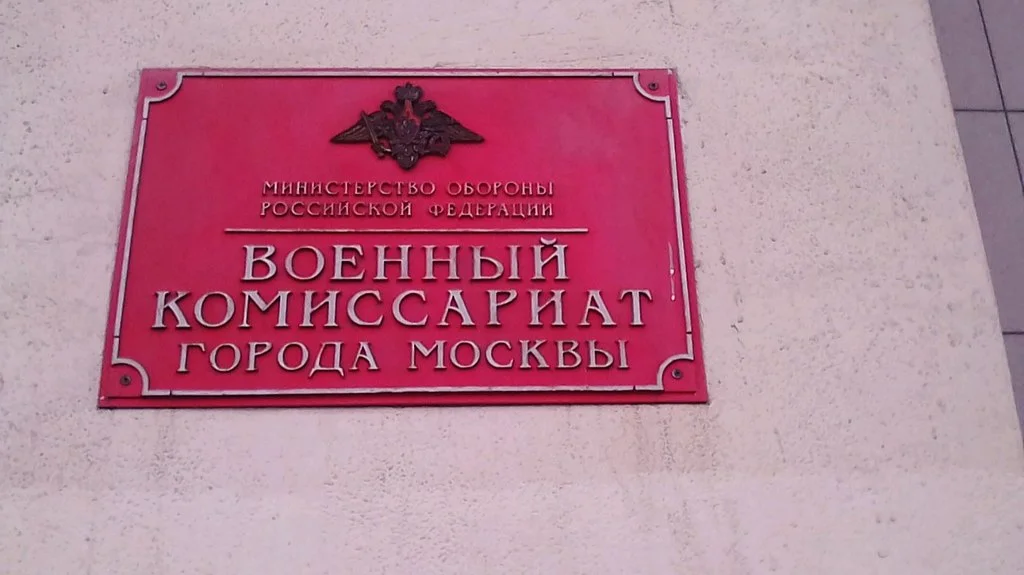 МИНИСТЕРСТВО ОБОРОНЫ
РОССИЙСКОЙ ФЕДЕРАЦИИ
ВОЕННЫЙ
КОМИССАРИАТ
ГОРОДА МОСКВЫ